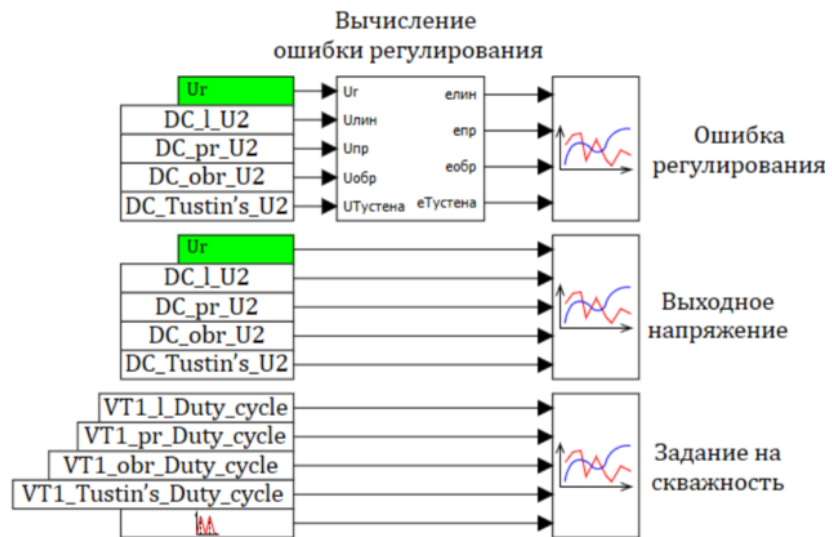 Вычисление
ошибки регулирования
Ur
DC_l_U2
DC_pr_U2
DC_obr_U2
DC_Tustin's_U2
Ur
Uлин
Uпр
Uобр
UТустена
eлин
eпр
eобр
eТустена
Ошибка
регулирования
Ur
DC_l_U2
DC_pr_U2
DC_obr_U2
DC_Tustin's_U2
Выходное
напряжение
VT1_l_Duty_cycle
VT1_pr_Duty_cycle
VT1_obr_Duty_cycle
VT1_Tustin's_Duty_cycle
Задание на
скважность